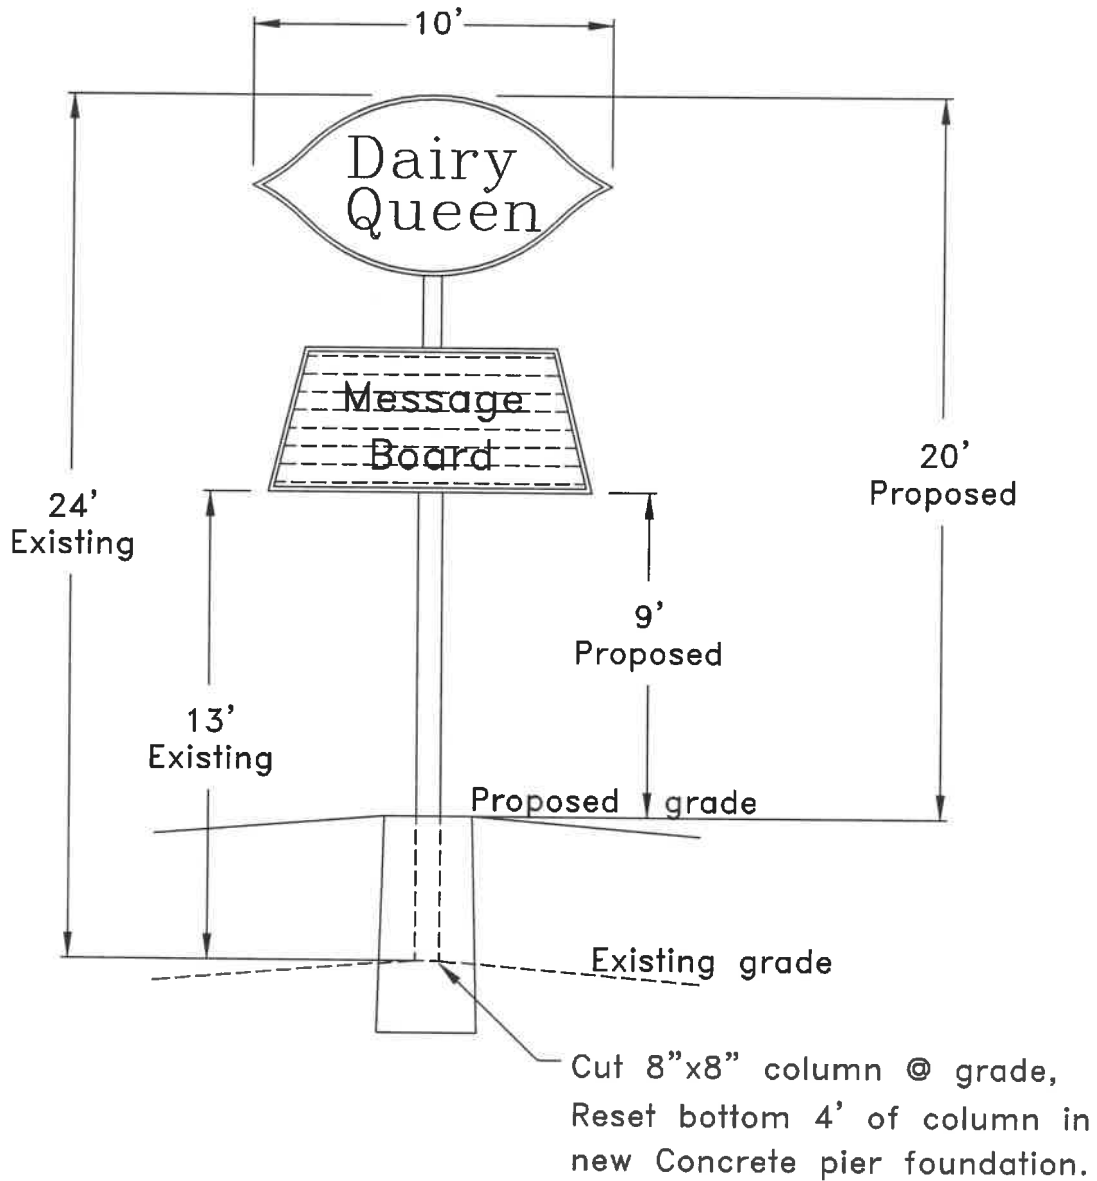 10'
Dairy
Queen
Message
Board
20'
Proposed
24'
Existing
9'
Proposed
13'
Existing
Proposed grade
Existing grade
Cut 8"x8" column @ grade,
Reset bottom 4' of column in
new Concrete pier foundation.